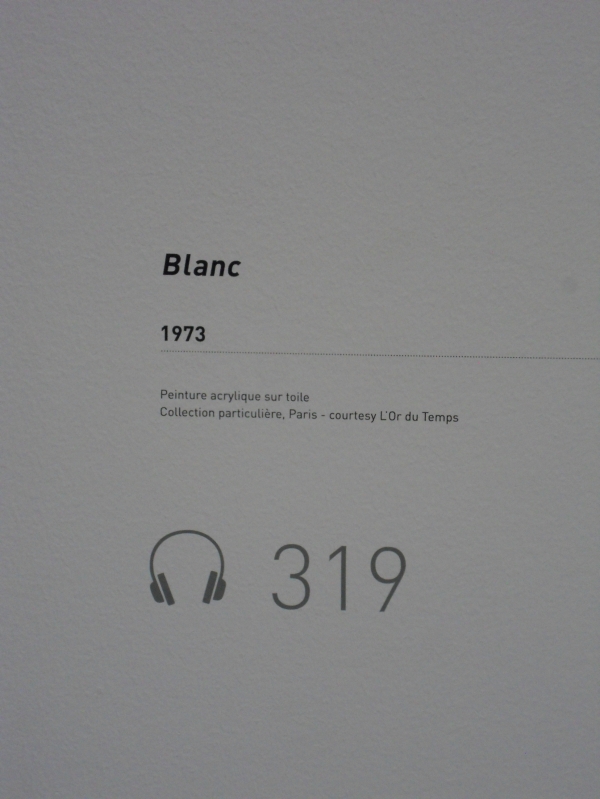 Blanc
1973
Peinture acrylique sur toile
Collection particulière, Paris - courtesy L'Or du Temps
319